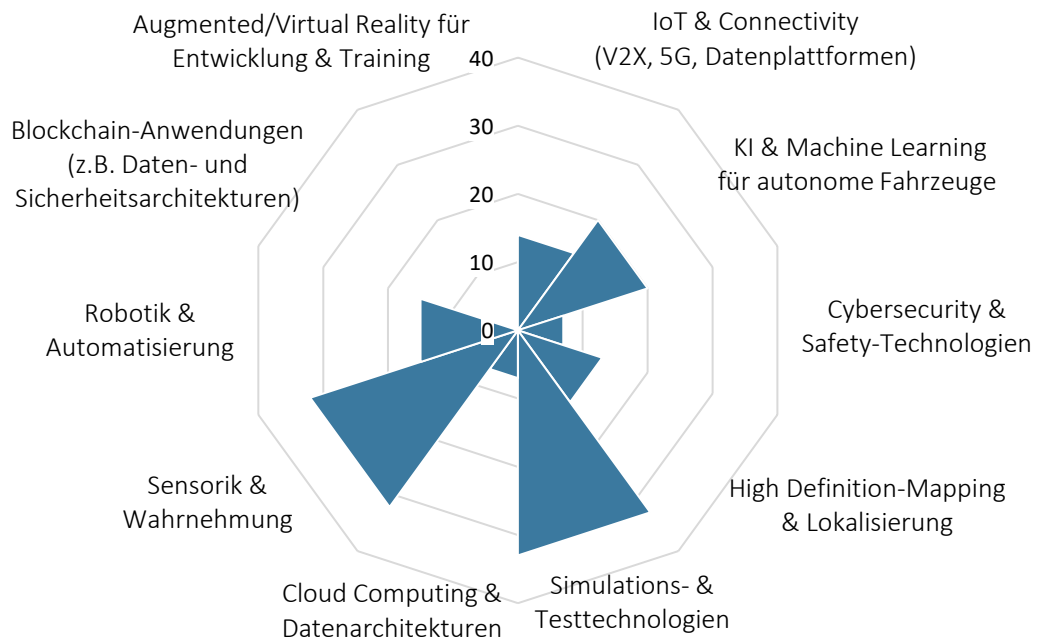 Augmented/Virtual Reality für
Entwicklung & Training
IoT & Connectivity
(V2X, 5G, Datenplattformen)
KI & Machine Learning
für autonome Fahrzeuge
Cybersecurity &
Safety-Technologien
High Definition-Mapping
& Lokalisierung
Simulations- &
Testtechnologien
Cloud Computing &
Datenarchitekturen
Sensorik &
Wahrnehmung
Robotik &
Automatisierung
Blockchain-Anwendungen
(z.B. Daten- und
Sicherheitsarchitekturen)
40
30
20
10
0